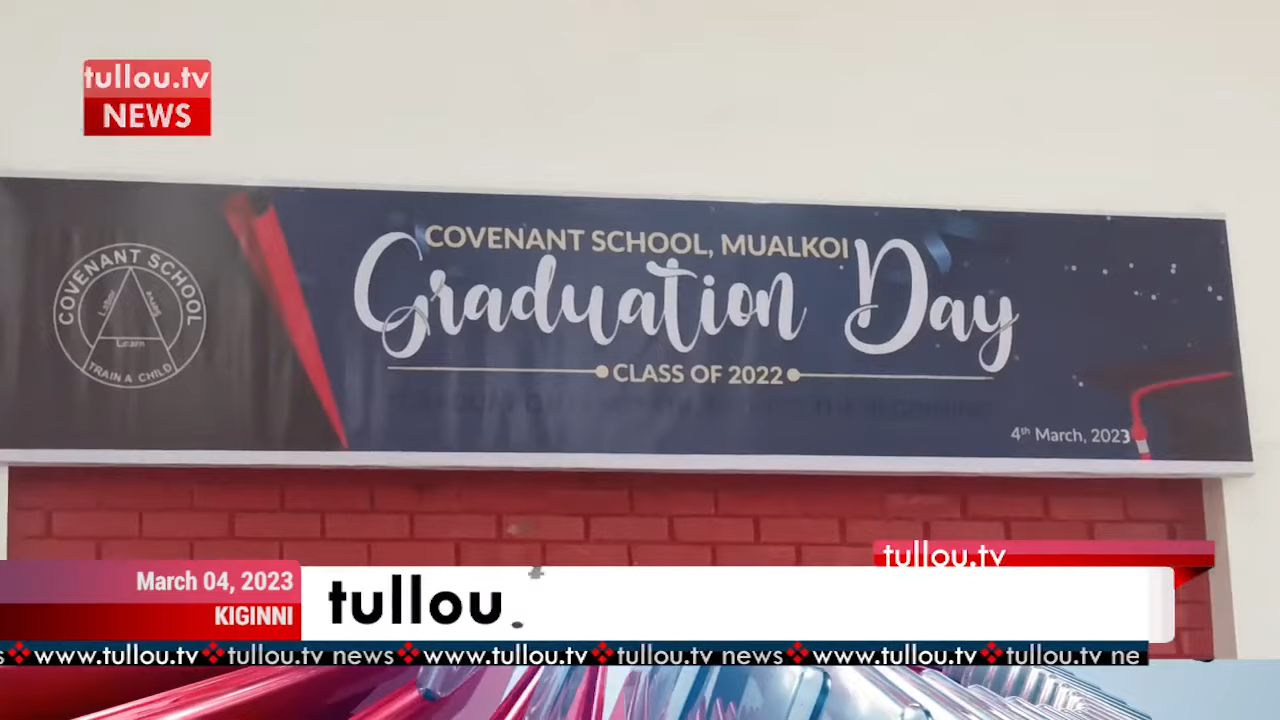 tullou.tv
NEWS
COVENANT SCHOOL, MUALKOI
Graduation Day
CLASS OF 2022
4th March, 2023
COVENANT SCHOOL
Labour
Learn
TRAIN A CHILD
tullou.tv
March 04, 2023
KIGINNI
tullou.
s❖www.tullou.tv❖tullou.tv news❖www.tullou.tv❖tullou.tv news❖www.tullou.tv❖tullou.tv ne